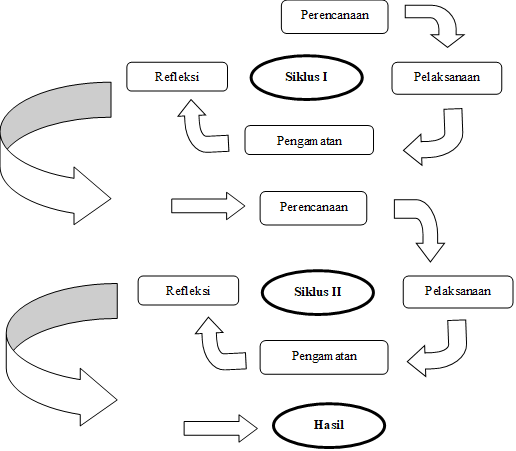 Perencanaan
Refleksi
Siklus I
Pelaksanaan
Pengamatan
Perencanaan
Refleksi
Siklus II
Pelaksanaan
Pengamatan
Hasil